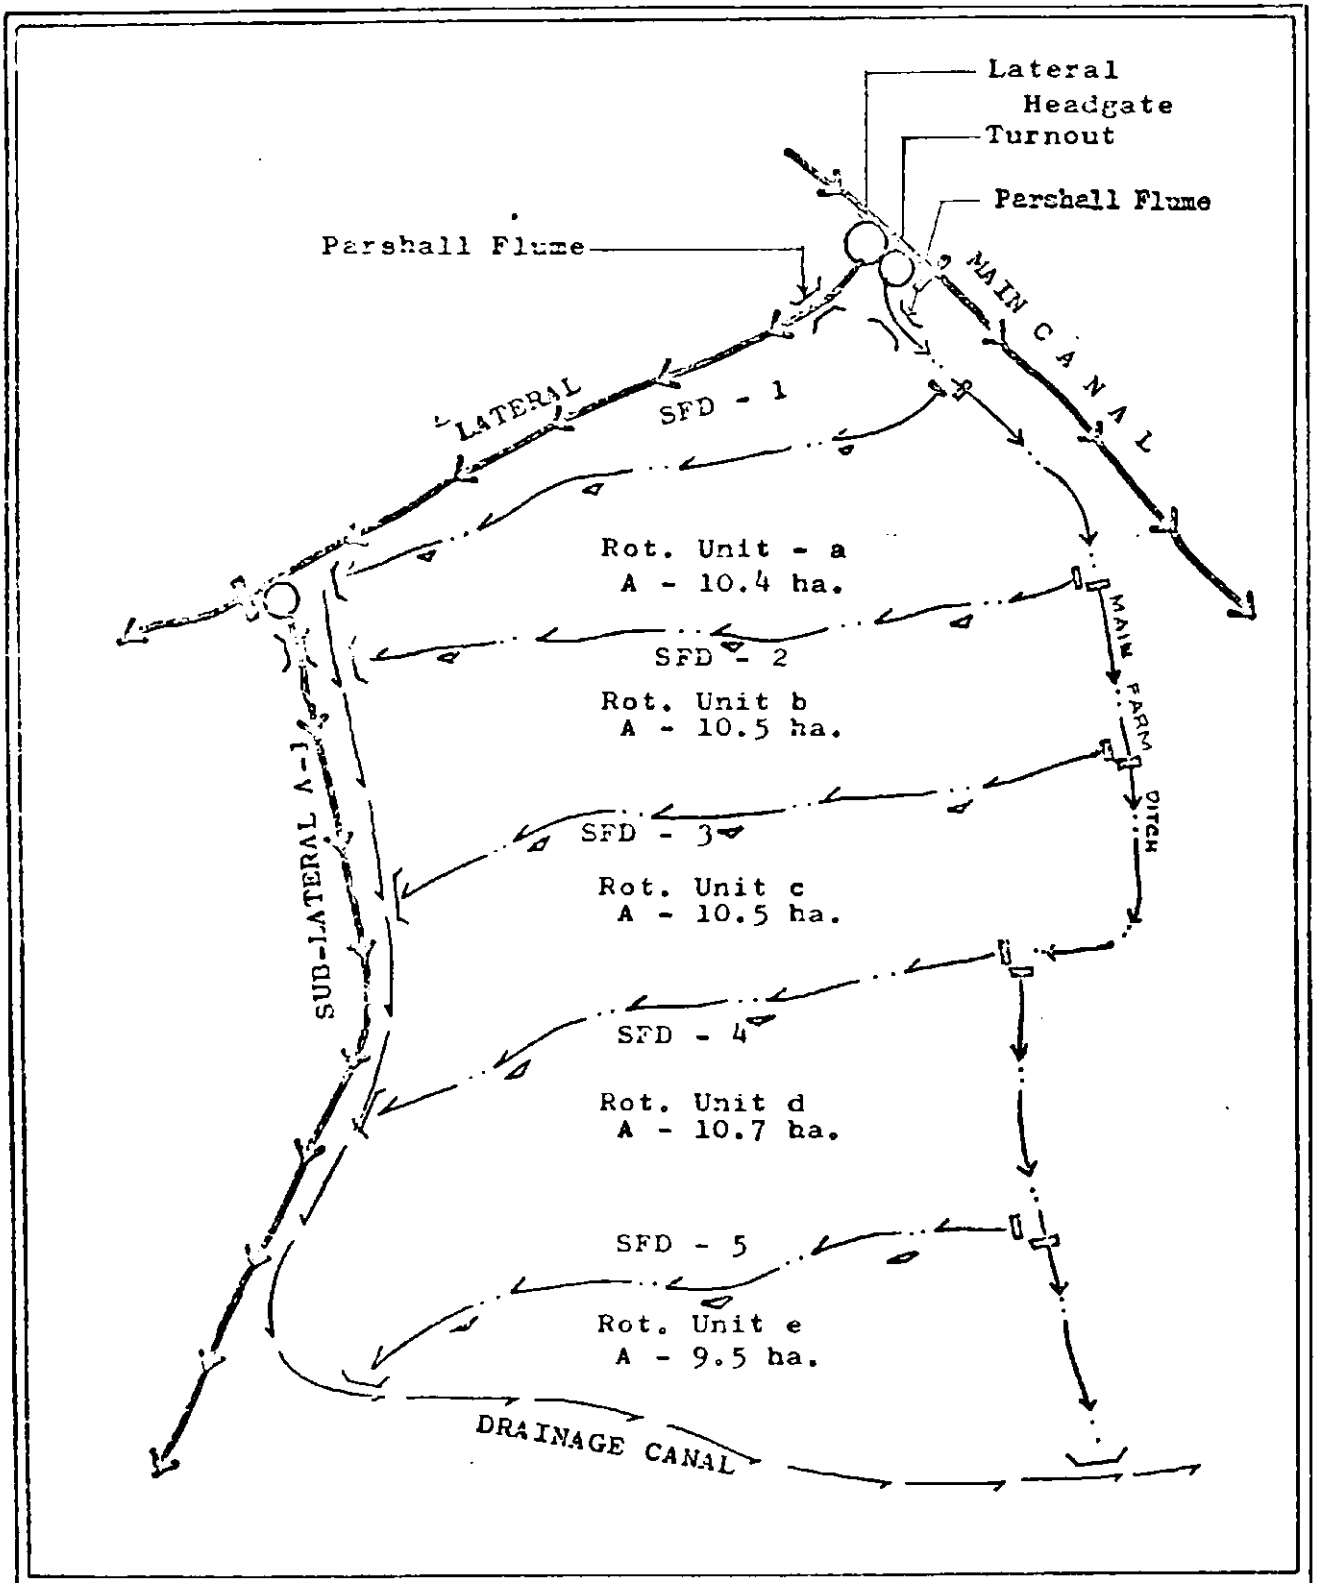 Lateral
Headgate
Turnout
Parshall Flume
Parshall Flume
MAIN CANAL
LATERAL
SFD - 1
Rot. Unit - a
A - 10.4 ha.
SFD - 2
MAIN FARM DITCH
Rot. Unit b
A - 10.5 ha.
SUB-LATERAL A-1
SFD - 3
Rot. Unit c
A - 10.5 ha.
SFD - 4
Rot. Unit d
A - 10.7 ha.
SFD - 5
Rot. Unit e
A - 9.5 ha.
DRAINAGE CANAL